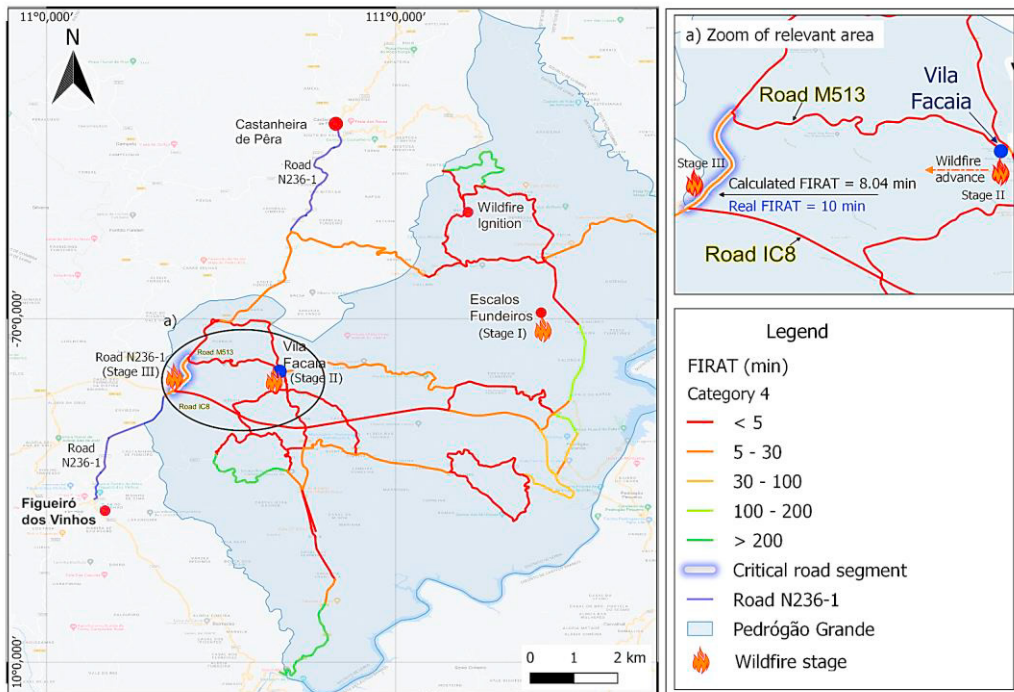 11°0,000'
111°0,000'
N
Castanheira
de Pêra
Road
N236-1
Wildfire
Ignition
Escalos
Fundeiros
(Stage I)
a)
Road N236-1
(Stage III)
Road M513
Vila
Facaia
(Stage II)
Road IC8
Road
N236-1
Figueiró
dos Vinhos
-70°0,000'
10°0,000'
0 1 2 km
a) Zoom of relevant area
Vila
Facaia
Road M513
Stage III
Wildfire
advance
Stage II
Calculated FIRAT = 8.04 min
Real FIRAT = 10 min
Road IC8
Legend
FIRAT (min)
Category 4
< 5
5 - 30
30 - 100
100 - 200
> 200
Critical road segment
Road N236-1
Pedrógão Grande
Wildfire stage